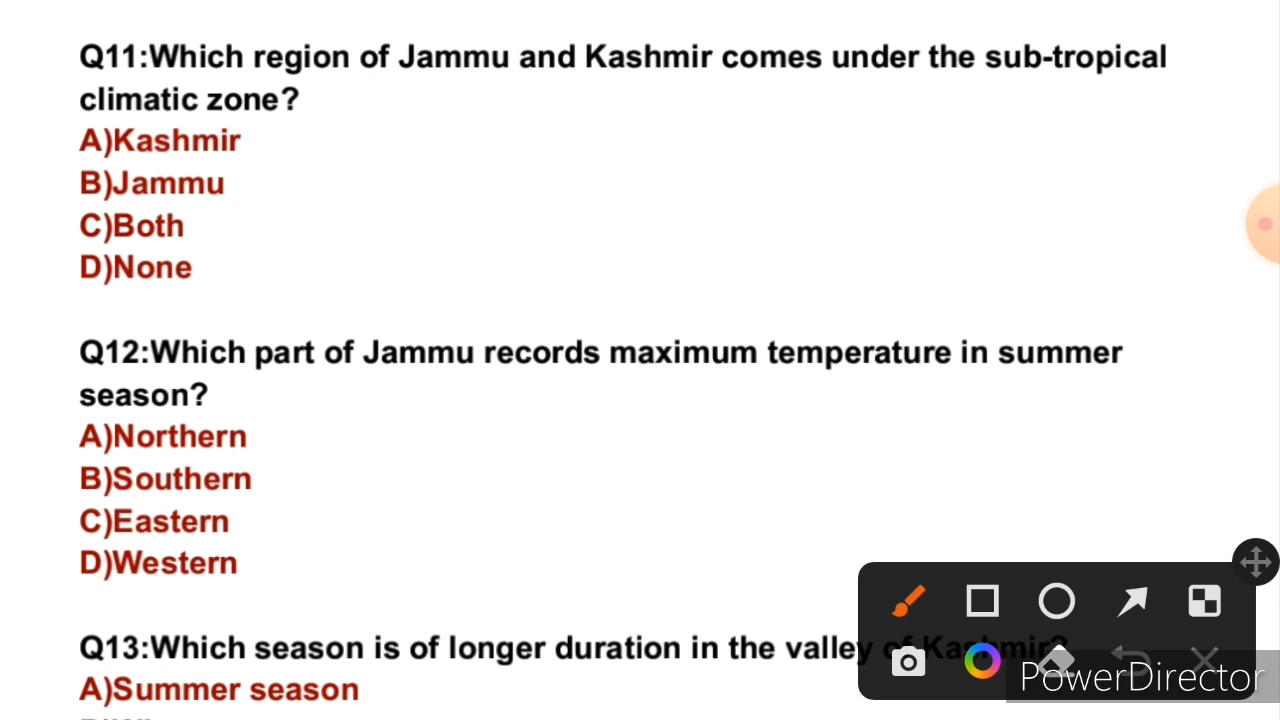 Q11:Which region of Jammu and Kashmir comes under the sub-tropical
climatic zone?
A)Kashmir
B)Jammu
C)Both
D)None
Q12:Which part of Jammu records maximum temperature in summer
season?
A)Northern
B)Southern
C)Eastern
D)Western
Q13:Which season is of longer duration in the valley of Kashmir?
A)Summer season
PowerDirector